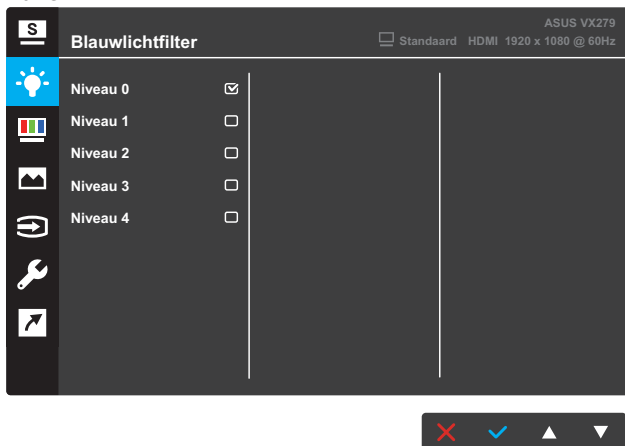 S
ASUS VX279
Blauwlichtfilter
Standaard HDMI 1920 x 1080 @ 60Hz
Niveau 0
Niveau 1
Niveau 2
Niveau 3
Niveau 4